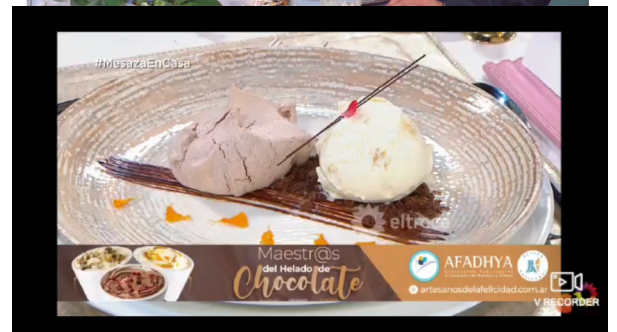 #MesazaEnCasa
eltrece
Maestr@s
del Helado de
Chocolate
AFADHYA
artesanosdelafelicidad.com.ar
V RECORDER